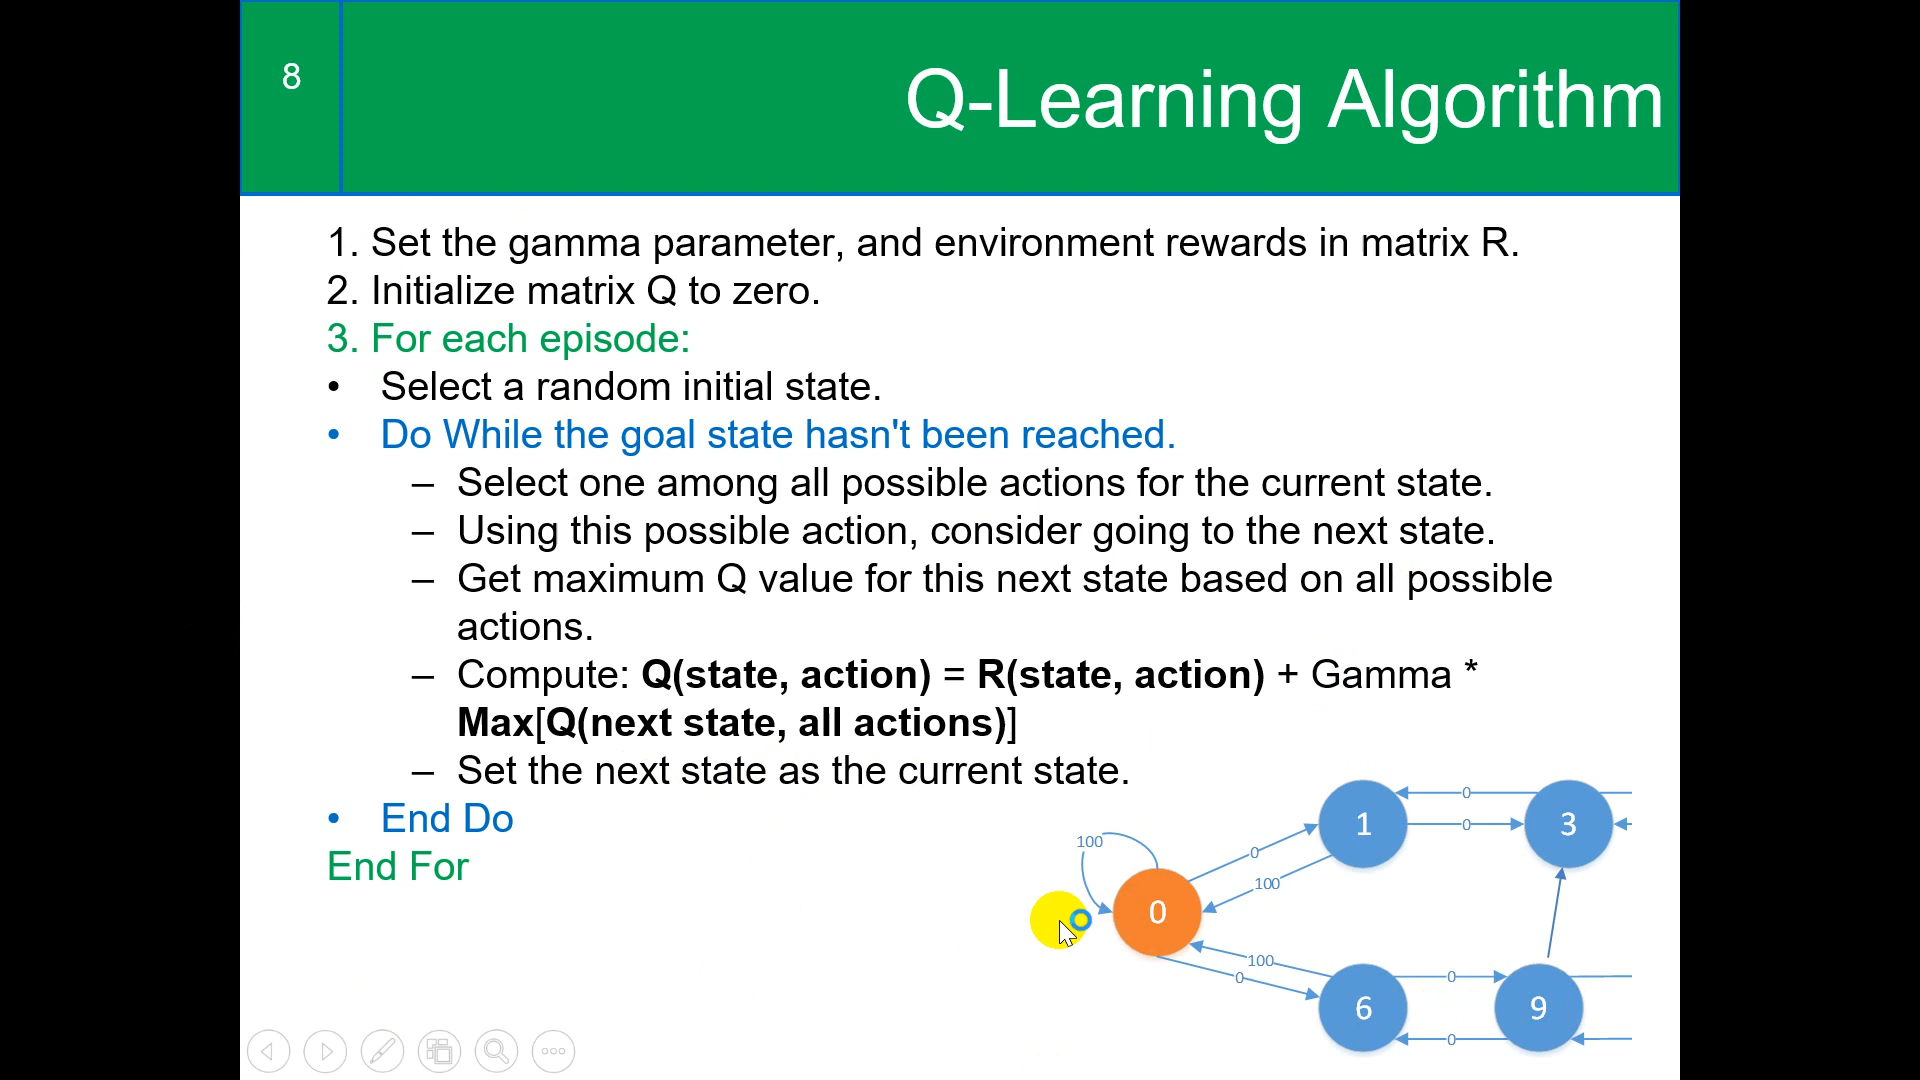 8
Q-Learning Algorithm
1. Set the gamma parameter, and environment rewards in matrix R.
2. Initialize matrix Q to zero.
3. For each episode:
• Select a random initial state.
• Do While the goal state hasn't been reached.
– Select one among all possible actions for the current state.
– Using this possible action, consider going to the next state.
– Get maximum Q value for this next state based on all possible
actions.
– Compute: Q(state, action) = R(state, action) + Gamma *
Max[Q(next state, all actions)]
– Set the next state as the current state.
• End Do
End For
0
1
0
3
100
0
100
0
100
0
6
0
9
0